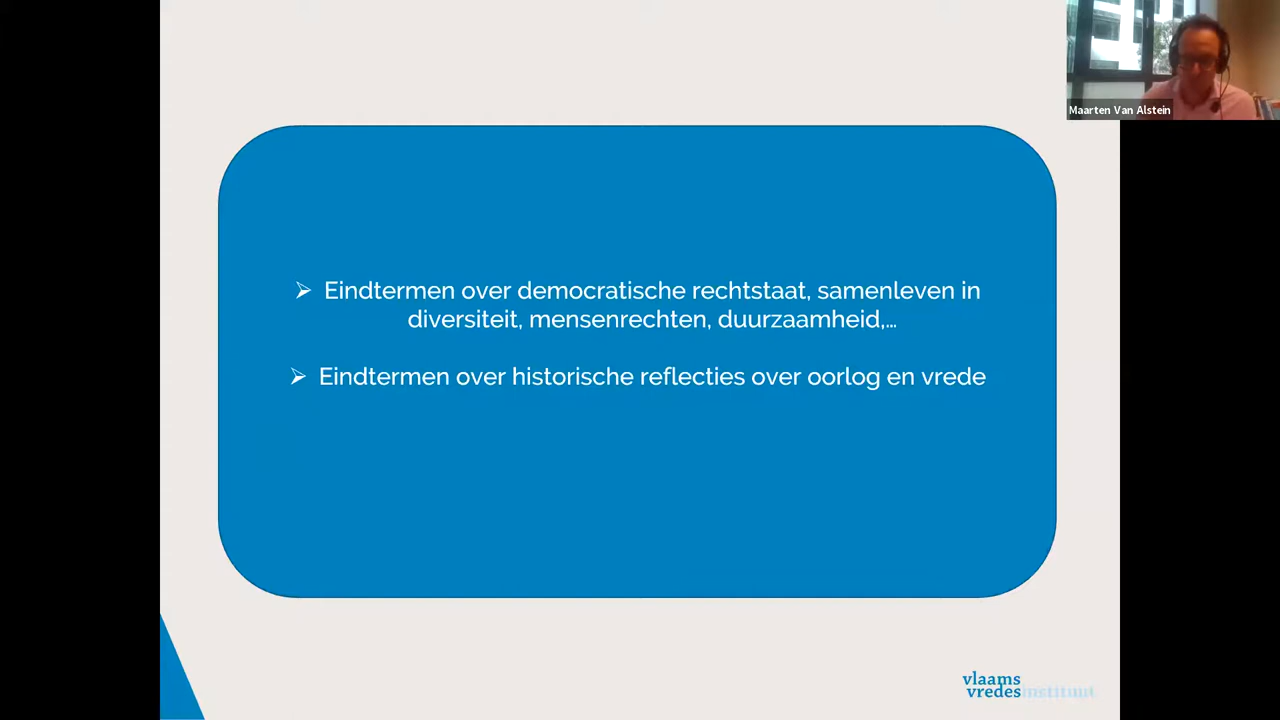 Maarten Van Alstein
➢ Eindtermen over democratische rechtstaat, samenleven in
diversiteit, mensenrechten, duurzaamheid,...
➢ Eindtermen over historische reflecties over oorlog en vrede
vlaams
vredesinstituut